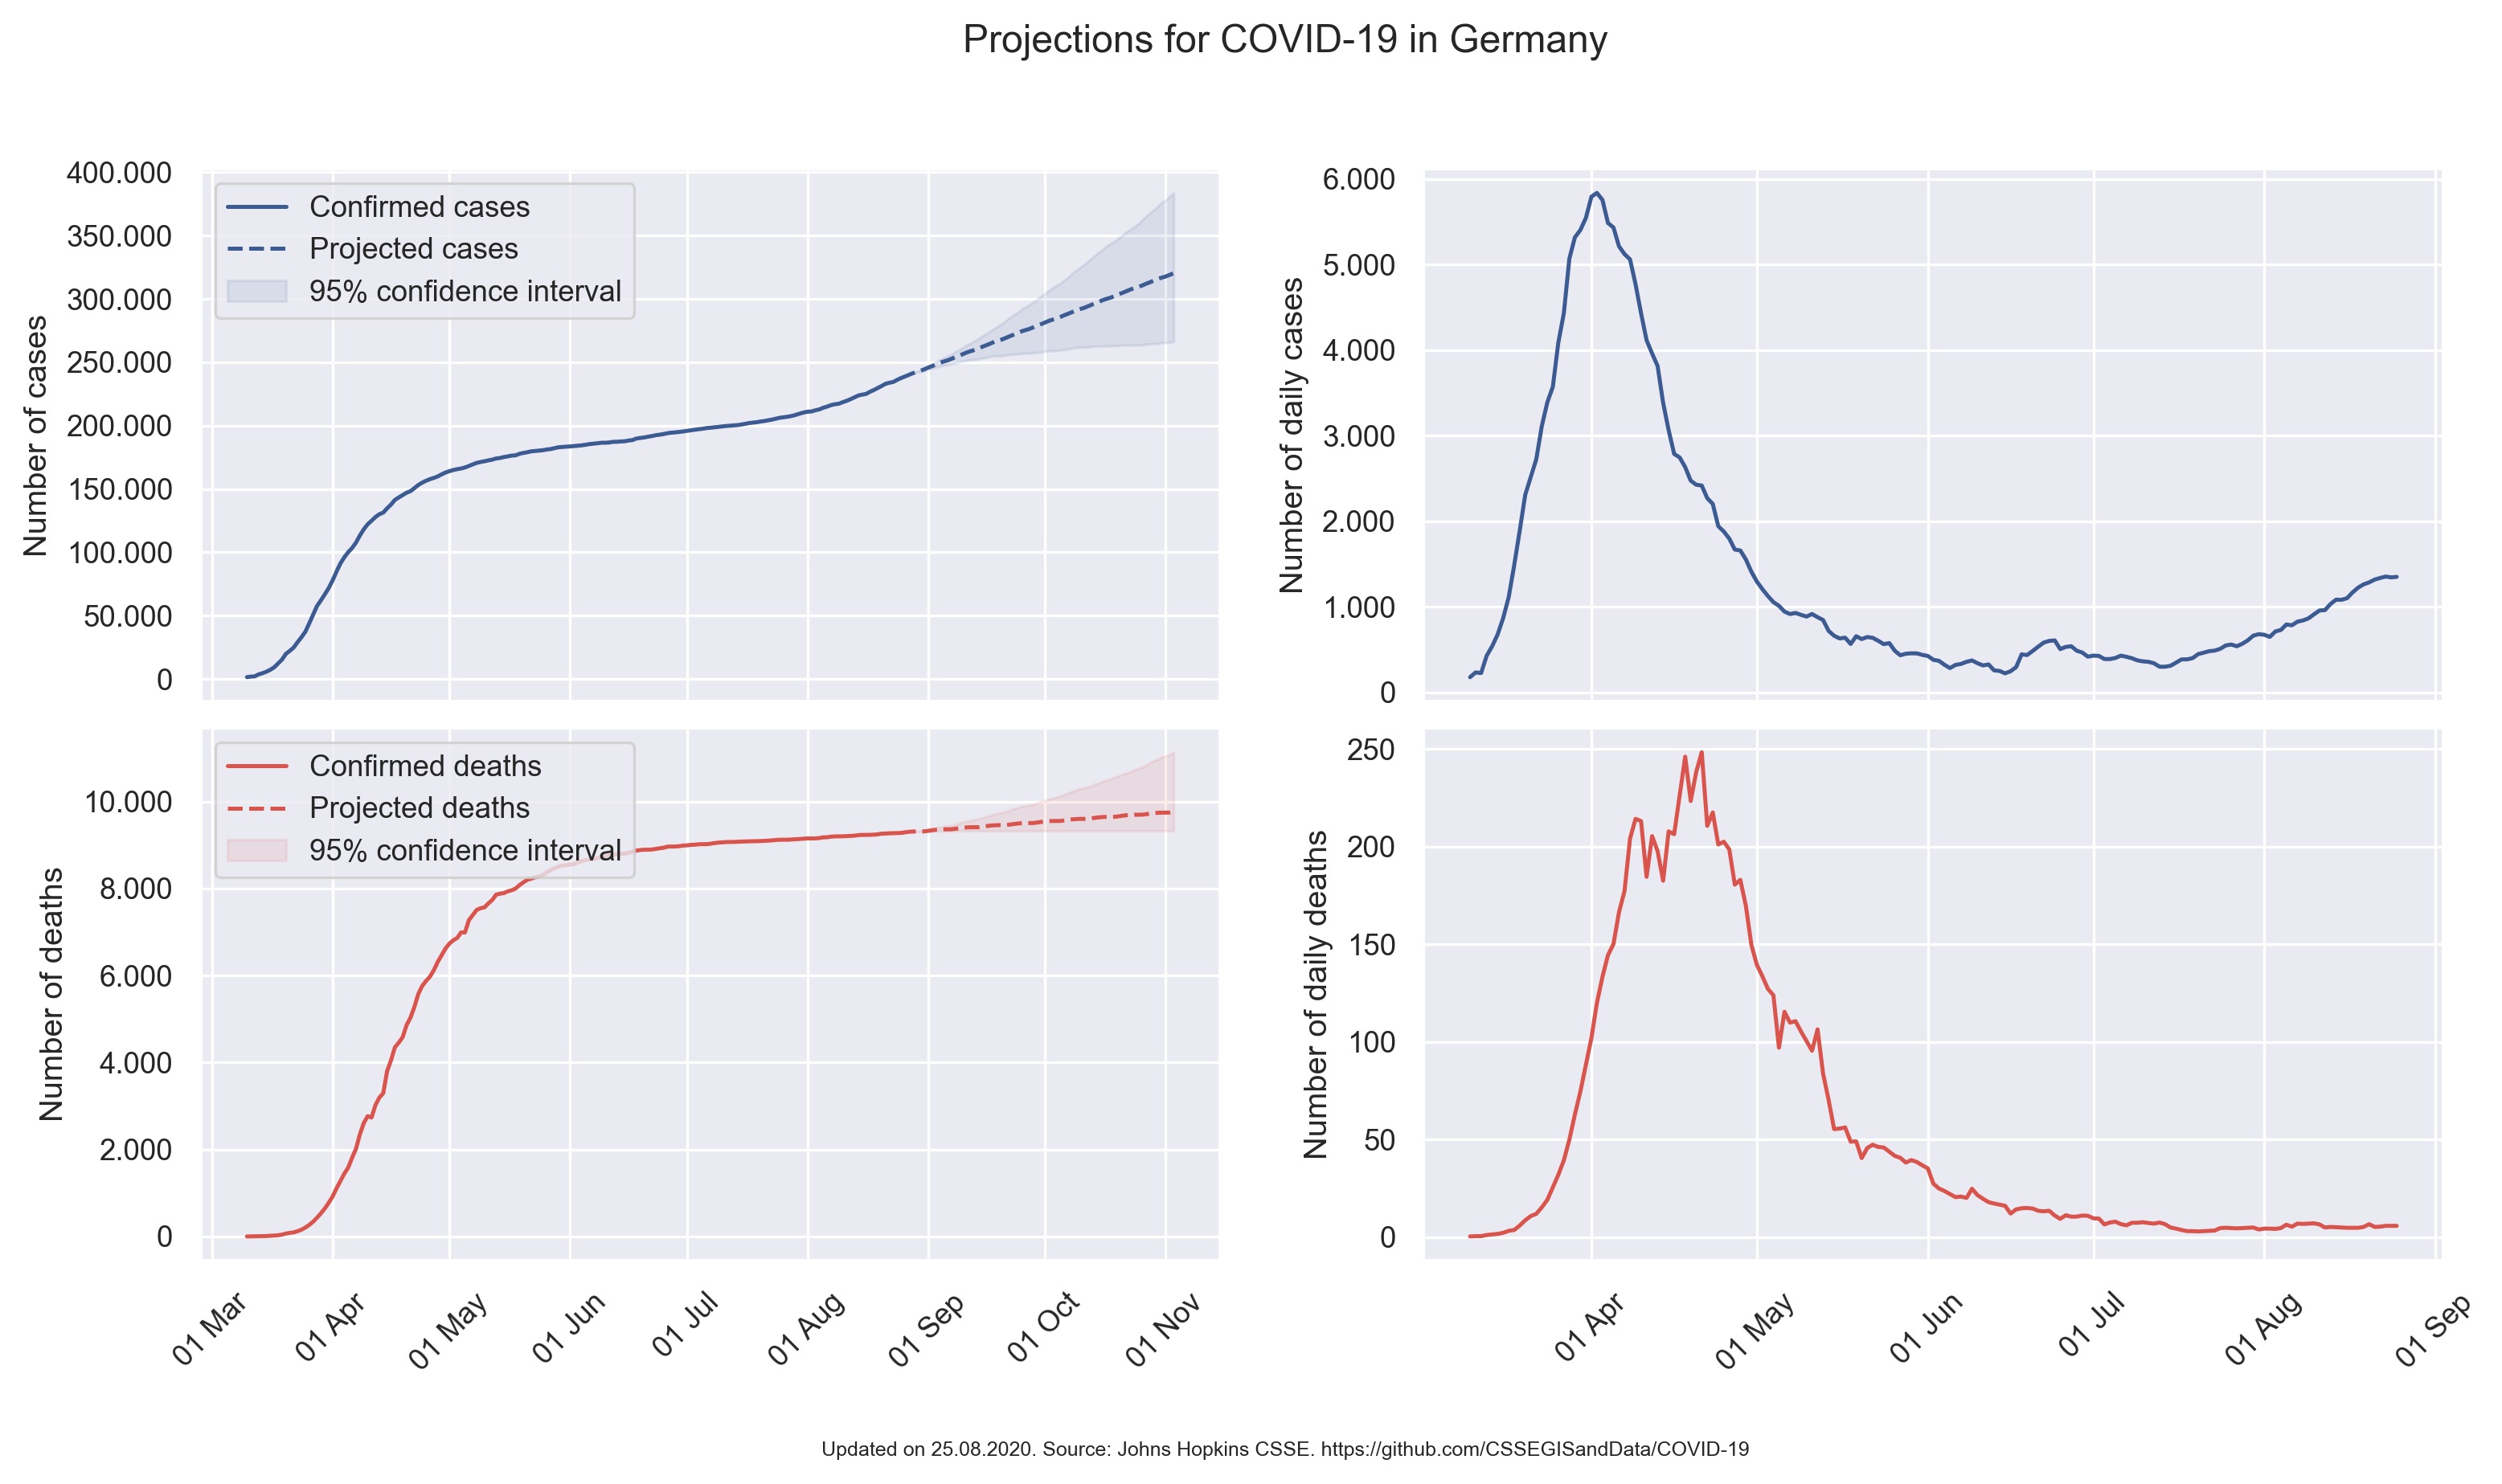 Projections for COVID-19 in Germany
400.000
350.000
300.000
250.000
200.000
150.000
100.000
50.000
0
Number of cases
Confirmed cases
Projected cases
95% confidence interval
6.000
5.000
4.000
3.000
2.000
1.000
0
Number of daily cases
10.000
8.000
6.000
4.000
2.000
0
Number of deaths
Confirmed deaths
Projected deaths
95% confidence interval
01 Mar
01 Apr
01 May
01 Jun
01 Jul
01 Aug
01 Sep
01 Oct
01 Nov
250
200
150
100
50
0
Number of daily deaths
01 Apr
01 May
01 Jun
01 Jul
01 Aug
01 Sep
Updated on 25.08.2020. Source: Johns Hopkins CSSE. https://github.com/CSSEGISandData/COVID-19